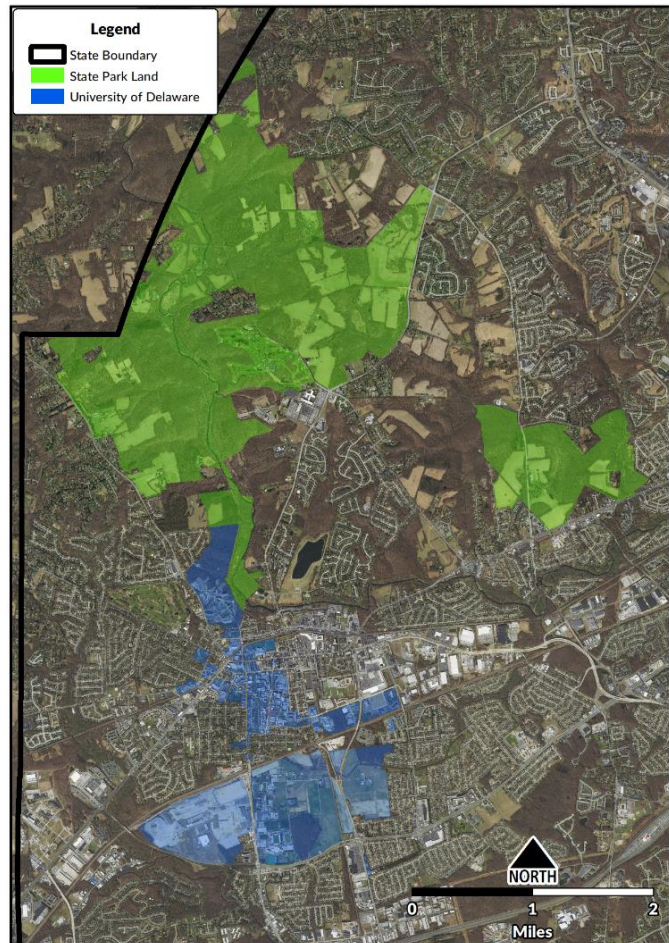 Legend
State Boundary
State Park Land
University of Delaware
NORTH
0 1 2
Miles